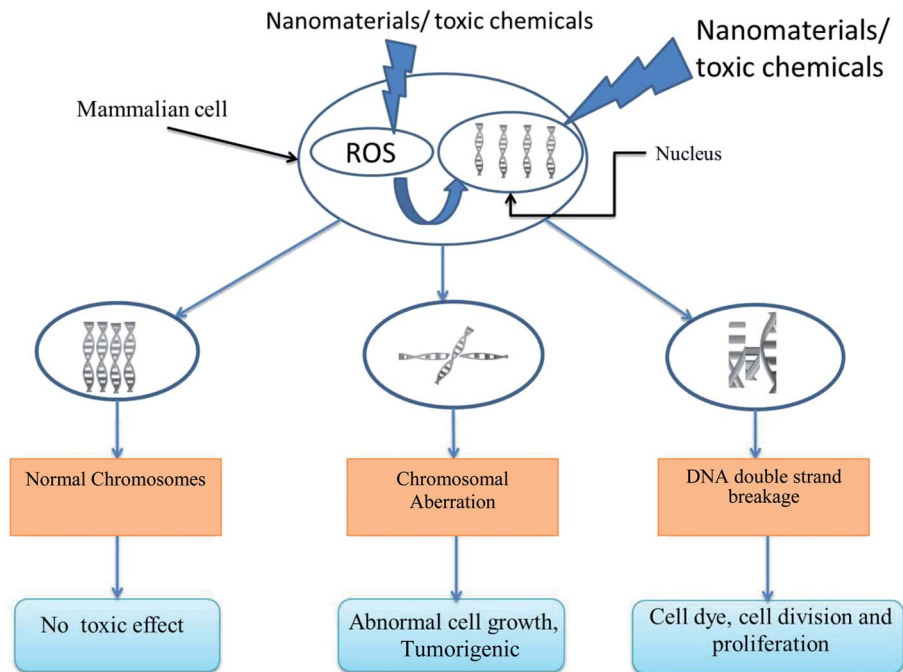 Nanomaterials/ toxic chemicals
Nanomaterials/
toxic chemicals
Mammalian cell
ROS
Nucleus
Normal Chromosomes
Chromosomal
Aberration
DNA double strand
breakage
No toxic effect
Abnormal cell growth,
Tumorigenic
Cell dye, cell division and
proliferation